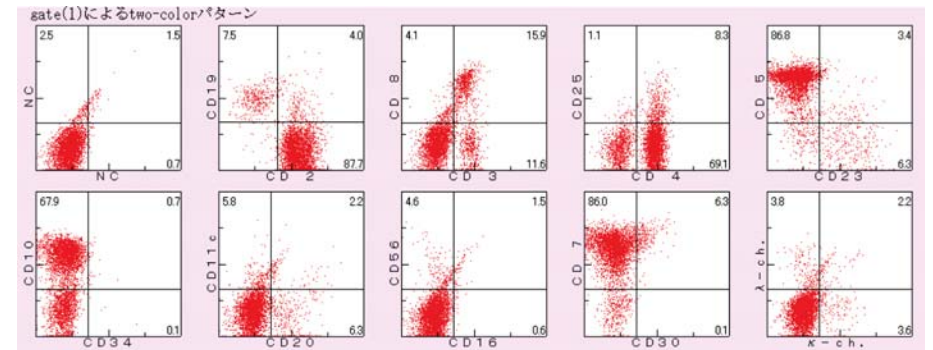 gate(1)によるtwo-colorパターン
2.5 1.5
NC
NC
0.7
7.5 4.0
CD19
CD 2
87.7
4.1 15.9
CD 8
CD 3
11.6
1.1 8.3
CD25
CD 4
69.1
86.8 3.4
CD 5
CD23
6.3
67.9 0.7
CD10
CD34
0.1
5.8 2.2
CD11c
CD20
6.3
4.6 1.5
CD56
CD16
0.6
86.0 6.3
CD 7
CD30
0.1
3.8 2.2
λ-ch.
κ-ch.
3.6